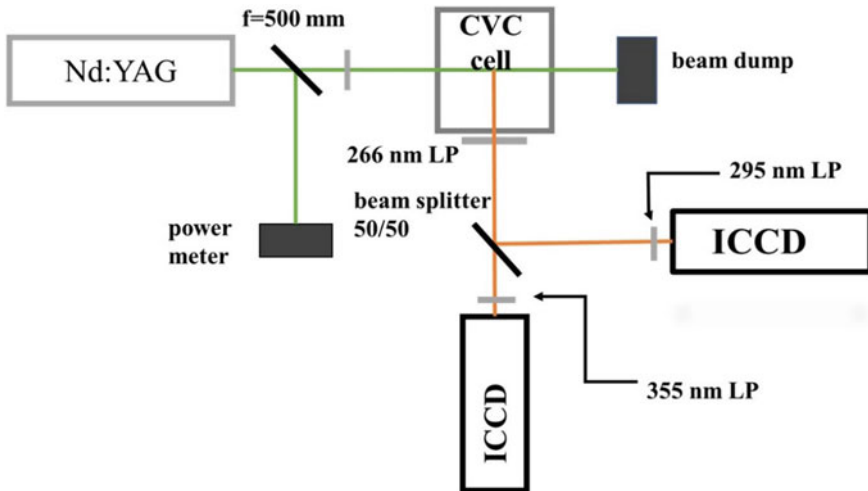 f=500 mm
Nd:YAG
CVC
cell
beam dump
266 nm LP
295 nm LP
beam splitter
50/50
power
meter
ICCD
355 nm LP
ICCD